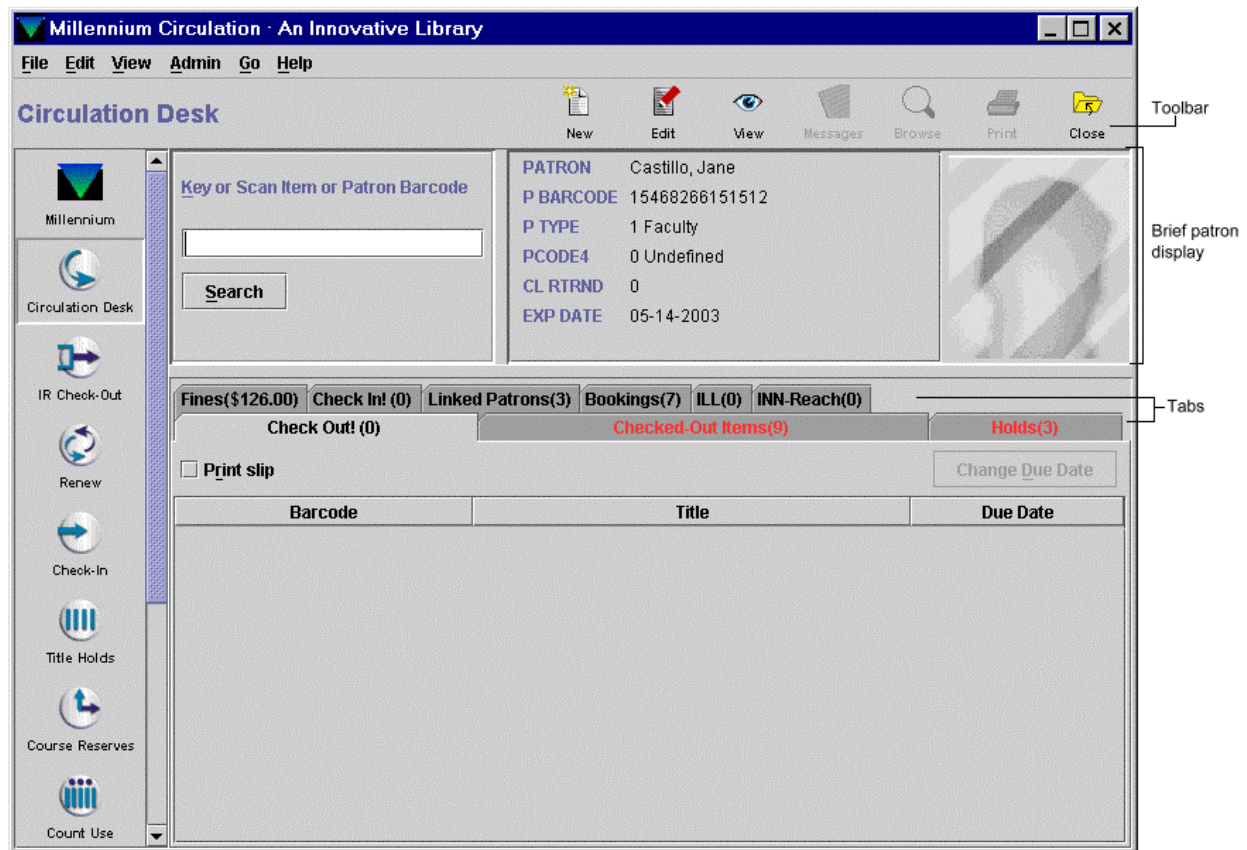 Millennium Circulation · An Innovative Library
File Edit View Admin Go Help
Circulation Desk
New Edit View Messages Browse Print Close
Toolbar
Millennium
Circulation Desk
IR Check-Out
Renew
Check-In
Title Holds
Course Reserves
Count Use
Key or Scan Item or Patron Barcode
Search
PATRON Castillo, Jane
P BARCODE 15468266151512
P TYPE 1 Faculty
PCODE4 0 Undefined
CL RTRND 0
EXP DATE 05-14-2003
Brief patron
display
Fines($126.00) Check In! (0) Linked Patrons(3) Bookings(7) ILL(0) INN-Reach(0)
Check Out! (0) Checked-Out Items(9) Holds(3)
Tabs
Print slip Change Due Date
Barcode Title Due Date